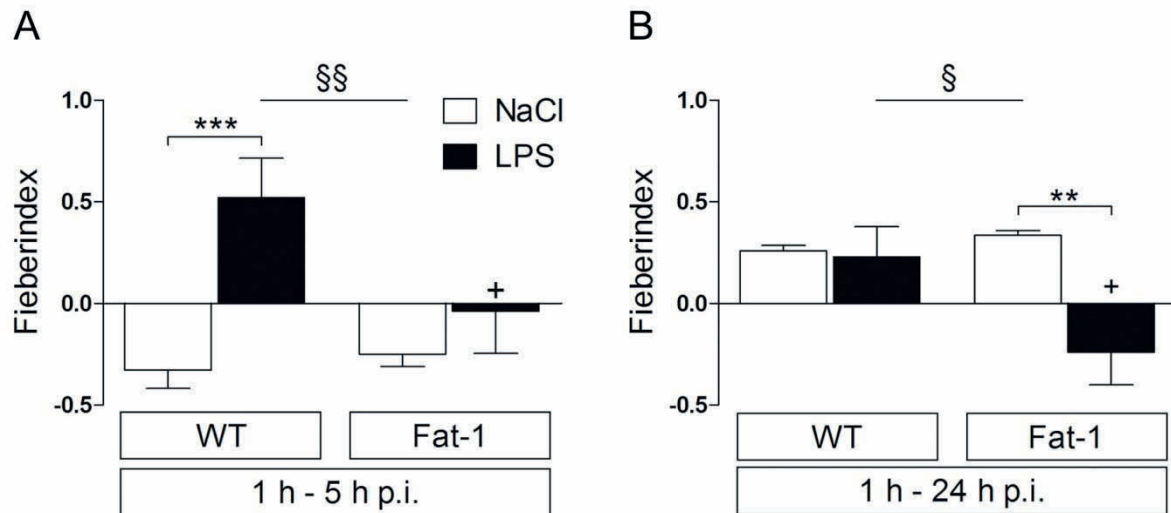 A
B
§§
§
1.0
0.5
0.0
-0.5
Fieberindex
***
NaCl
LPS
+
WT
Fat-1
1 h - 5 h p.i.
1.0
0.5
0.0
-0.5
Fieberindex
**
+
WT
Fat-1
1 h - 24 h p.i.